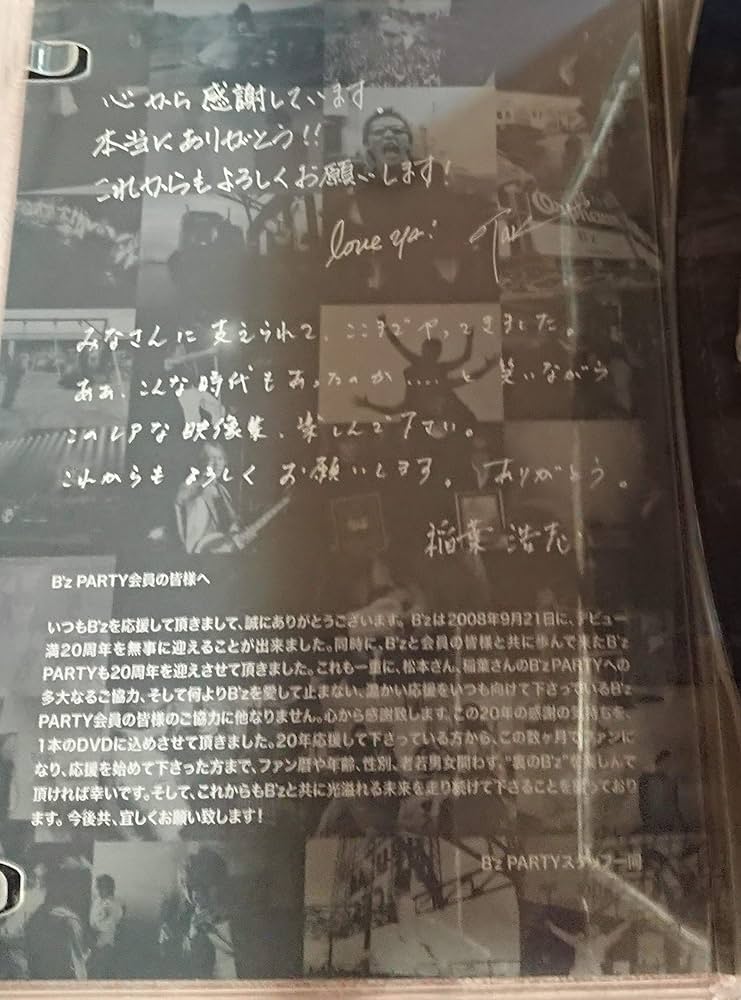 心から感謝しています.
本当にありがとう!!
これからもよろしくお願いします!
love ya! Tak
みなさんに支えられて、ここまでやってきました。
ああ、こんな時代もあったのか....と笑いながら
このレアな映像集、楽しんで下さい。
これからもよろしくお願いします。ありがとう。
稲葉浩志
B'z PARTY会員の皆様へ
いつもB'zを応援して頂きまして、誠にありがとうございます。B'zは2008年9月21日に、デビュー
満20周年を無事に迎えることが出来ました。同時に、B'zと会員の皆様と共に歩んで来たB'z
PARTYも20周年を迎えさせて頂きました。これも一重に、松本さん、稲葉さんのB'z PARTYへの
多大なるご協力、そして何よりB'zを愛して止まない、温かい応援をいつも向けて下さっているB'z
PARTY会員の皆様のご協力に他なりません。心から感謝致します。この20年の感謝の気持ちを、
1本のDVDに込めさせて頂きました。20年応援して下さっている方から、この数ヶ月でファンに
なり、応援を始めて下さった方まで、ファン暦や年齢、性別、老若男女問わず、"裏のB'z"を楽しんで
頂ければ幸いです。そして、これからもB'zと共に光溢れる未来を走り続けて下さることを願っており
ます。今後共、宜しくお願い致します!
B'z PARTYスタッフ一同